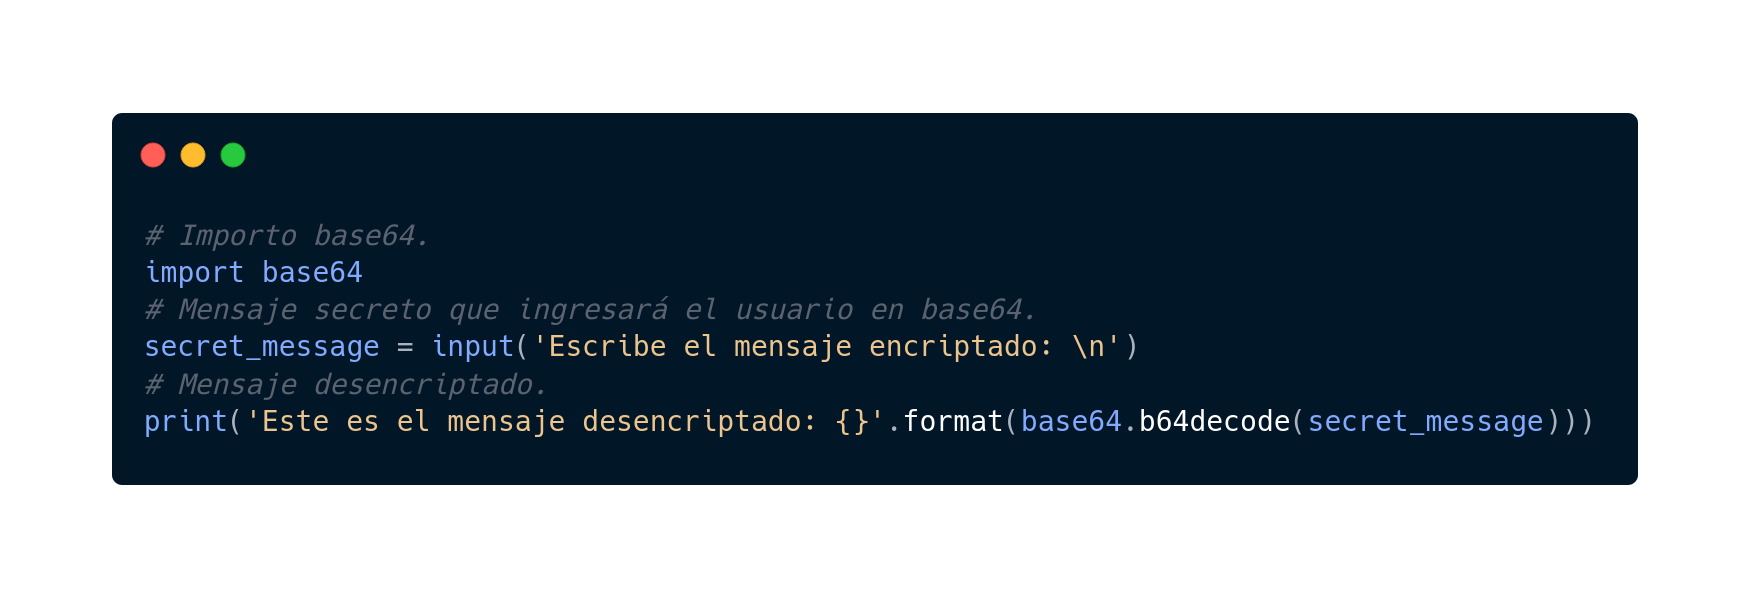 # Importo base64.
import base64
# Mensaje secreto que ingresará el usuario en base64.
secret_message = input('Escribe el mensaje encriptado: \n')
# Mensaje desencriptado.
print('Este es el mensaje desencriptado: {}'.format(base64.b64decode(secret_message)))